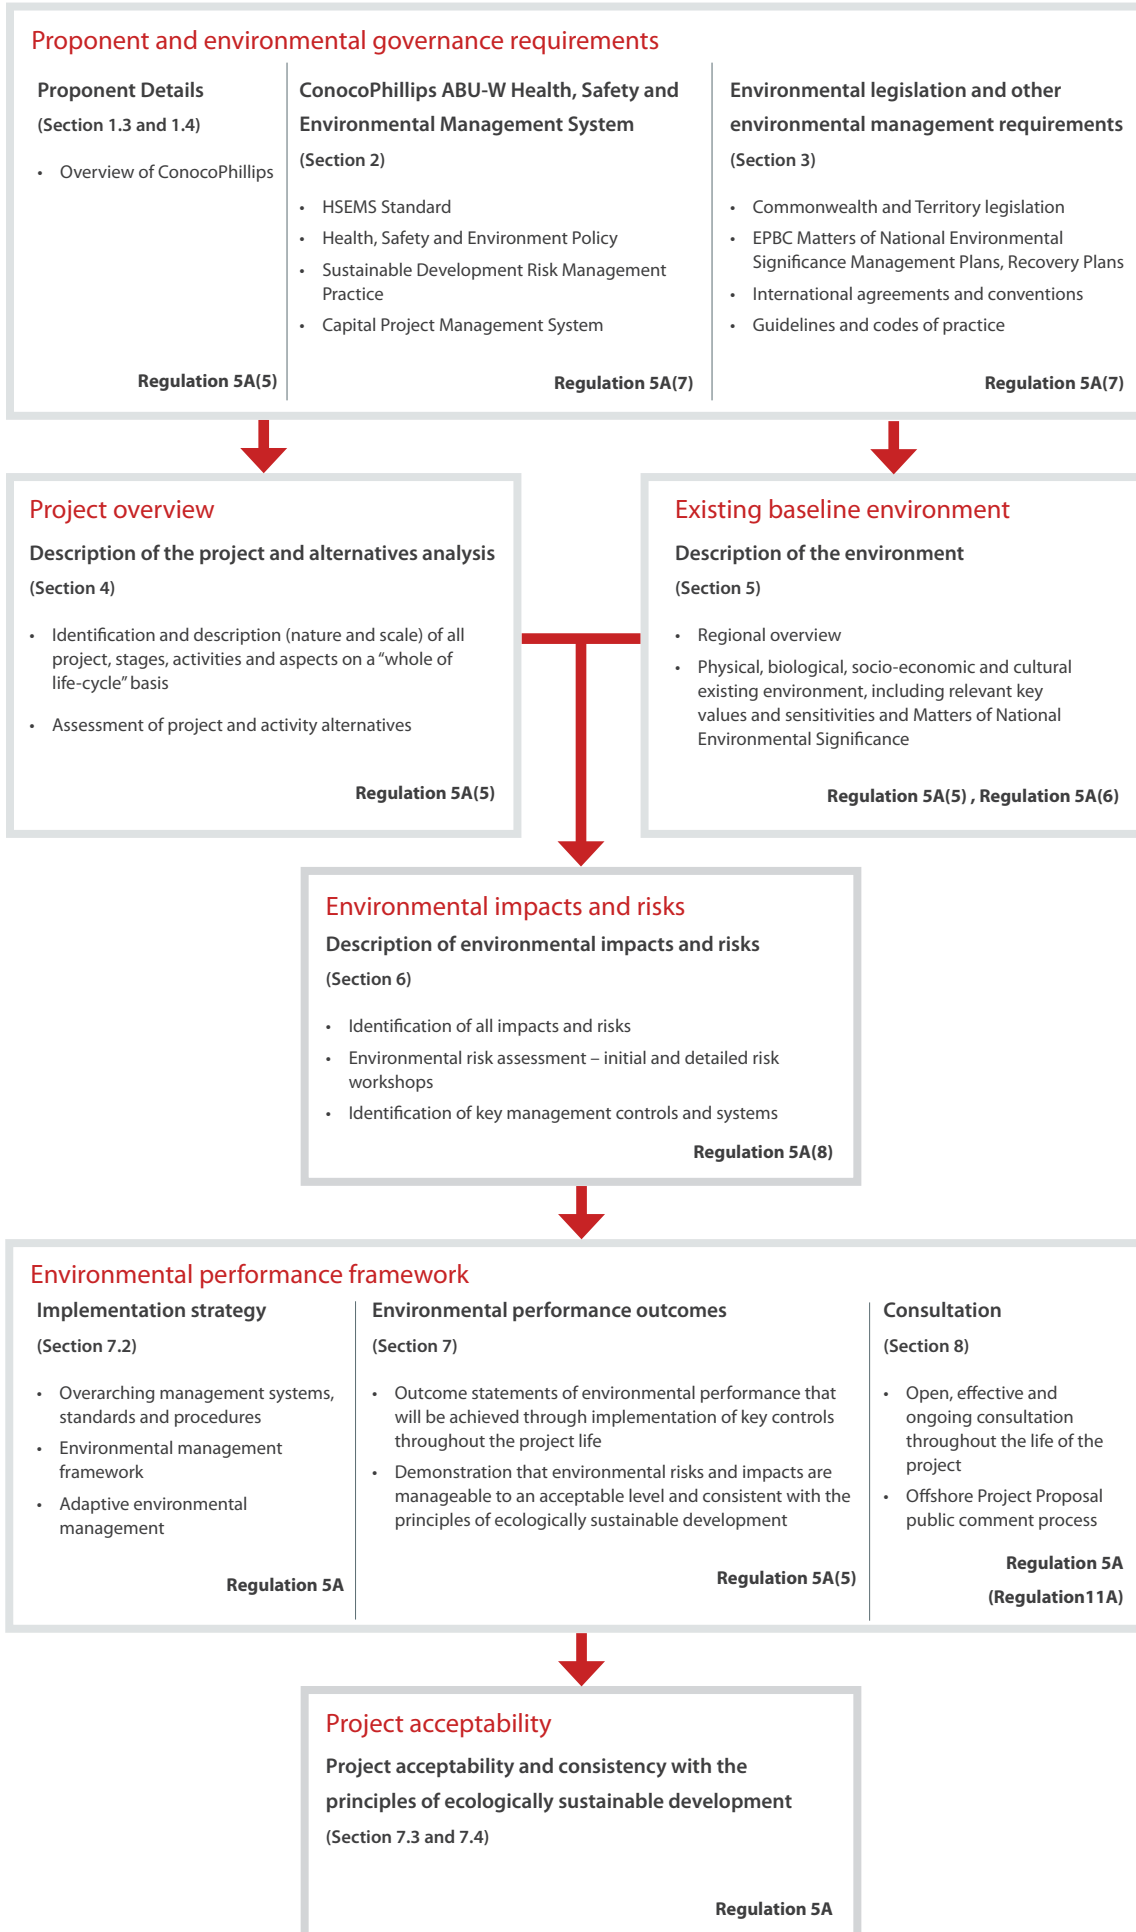 Proponent and environmental governance requirements
Proponent Details
(Section 1.3 and 1.4)
• Overview of ConocoPhillips
Regulation 5A(5)
ConocoPhillips ABU-W Health, Safety and
Environmental Management System
(Section 2)
• HSEMS Standard
• Health, Safety and Environment Policy
• Sustainable Development Risk Management
Practice
• Capital Project Management System
Regulation 5A(7)
Environmental legislation and other
environmental management requirements
(Section 3)
• Commonwealth and Territory legislation
• EPBC Matters of National Environmental
Significance Management Plans, Recovery Plans
• International agreements and conventions
• Guidelines and codes of practice
Regulation 5A(7)
Project overview
Description of the project and alternatives analysis
(Section 4)
• Identification and description (nature and scale) of all
project, stages, activities and aspects on a “whole of
life-cycle” basis
• Assessment of project and activity alternatives
Regulation 5A(5)
Existing baseline environment
Description of the environment
(Section 5)
• Regional overview
• Physical, biological, socio-economic and cultural
existing environment, including relevant key
values and sensitivities and Matters of National
Environmental Significance
Regulation 5A(5) , Regulation 5A(6)
Environmental impacts and risks
Description of environmental impacts and risks
(Section 6)
• Identification of all impacts and risks
• Environmental risk assessment – initial and detailed risk
workshops
• Identification of key management controls and systems
Regulation 5A(8)
Environmental performance framework
Implementation strategy
(Section 7.2)
• Overarching management systems,
standards and procedures
• Environmental management
framework
• Adaptive environmental
management
Regulation 5A
Environmental performance outcomes
(Section 7)
• Outcome statements of environmental performance that
will be achieved through implementation of key controls
throughout the project life
• Demonstration that environmental risks and impacts are
manageable to an acceptable level and consistent with the
principles of ecologically sustainable development
Regulation 5A(5)
Consultation
(Section 8)
• Open, effective and
ongoing consultation
throughout the life of the
project
• Offshore Project Proposal
public comment process
Regulation 5A
(Regulation11A)
Project acceptability
Project acceptability and consistency with the
principles of ecologically sustainable development
(Section 7.3 and 7.4)
Regulation 5A